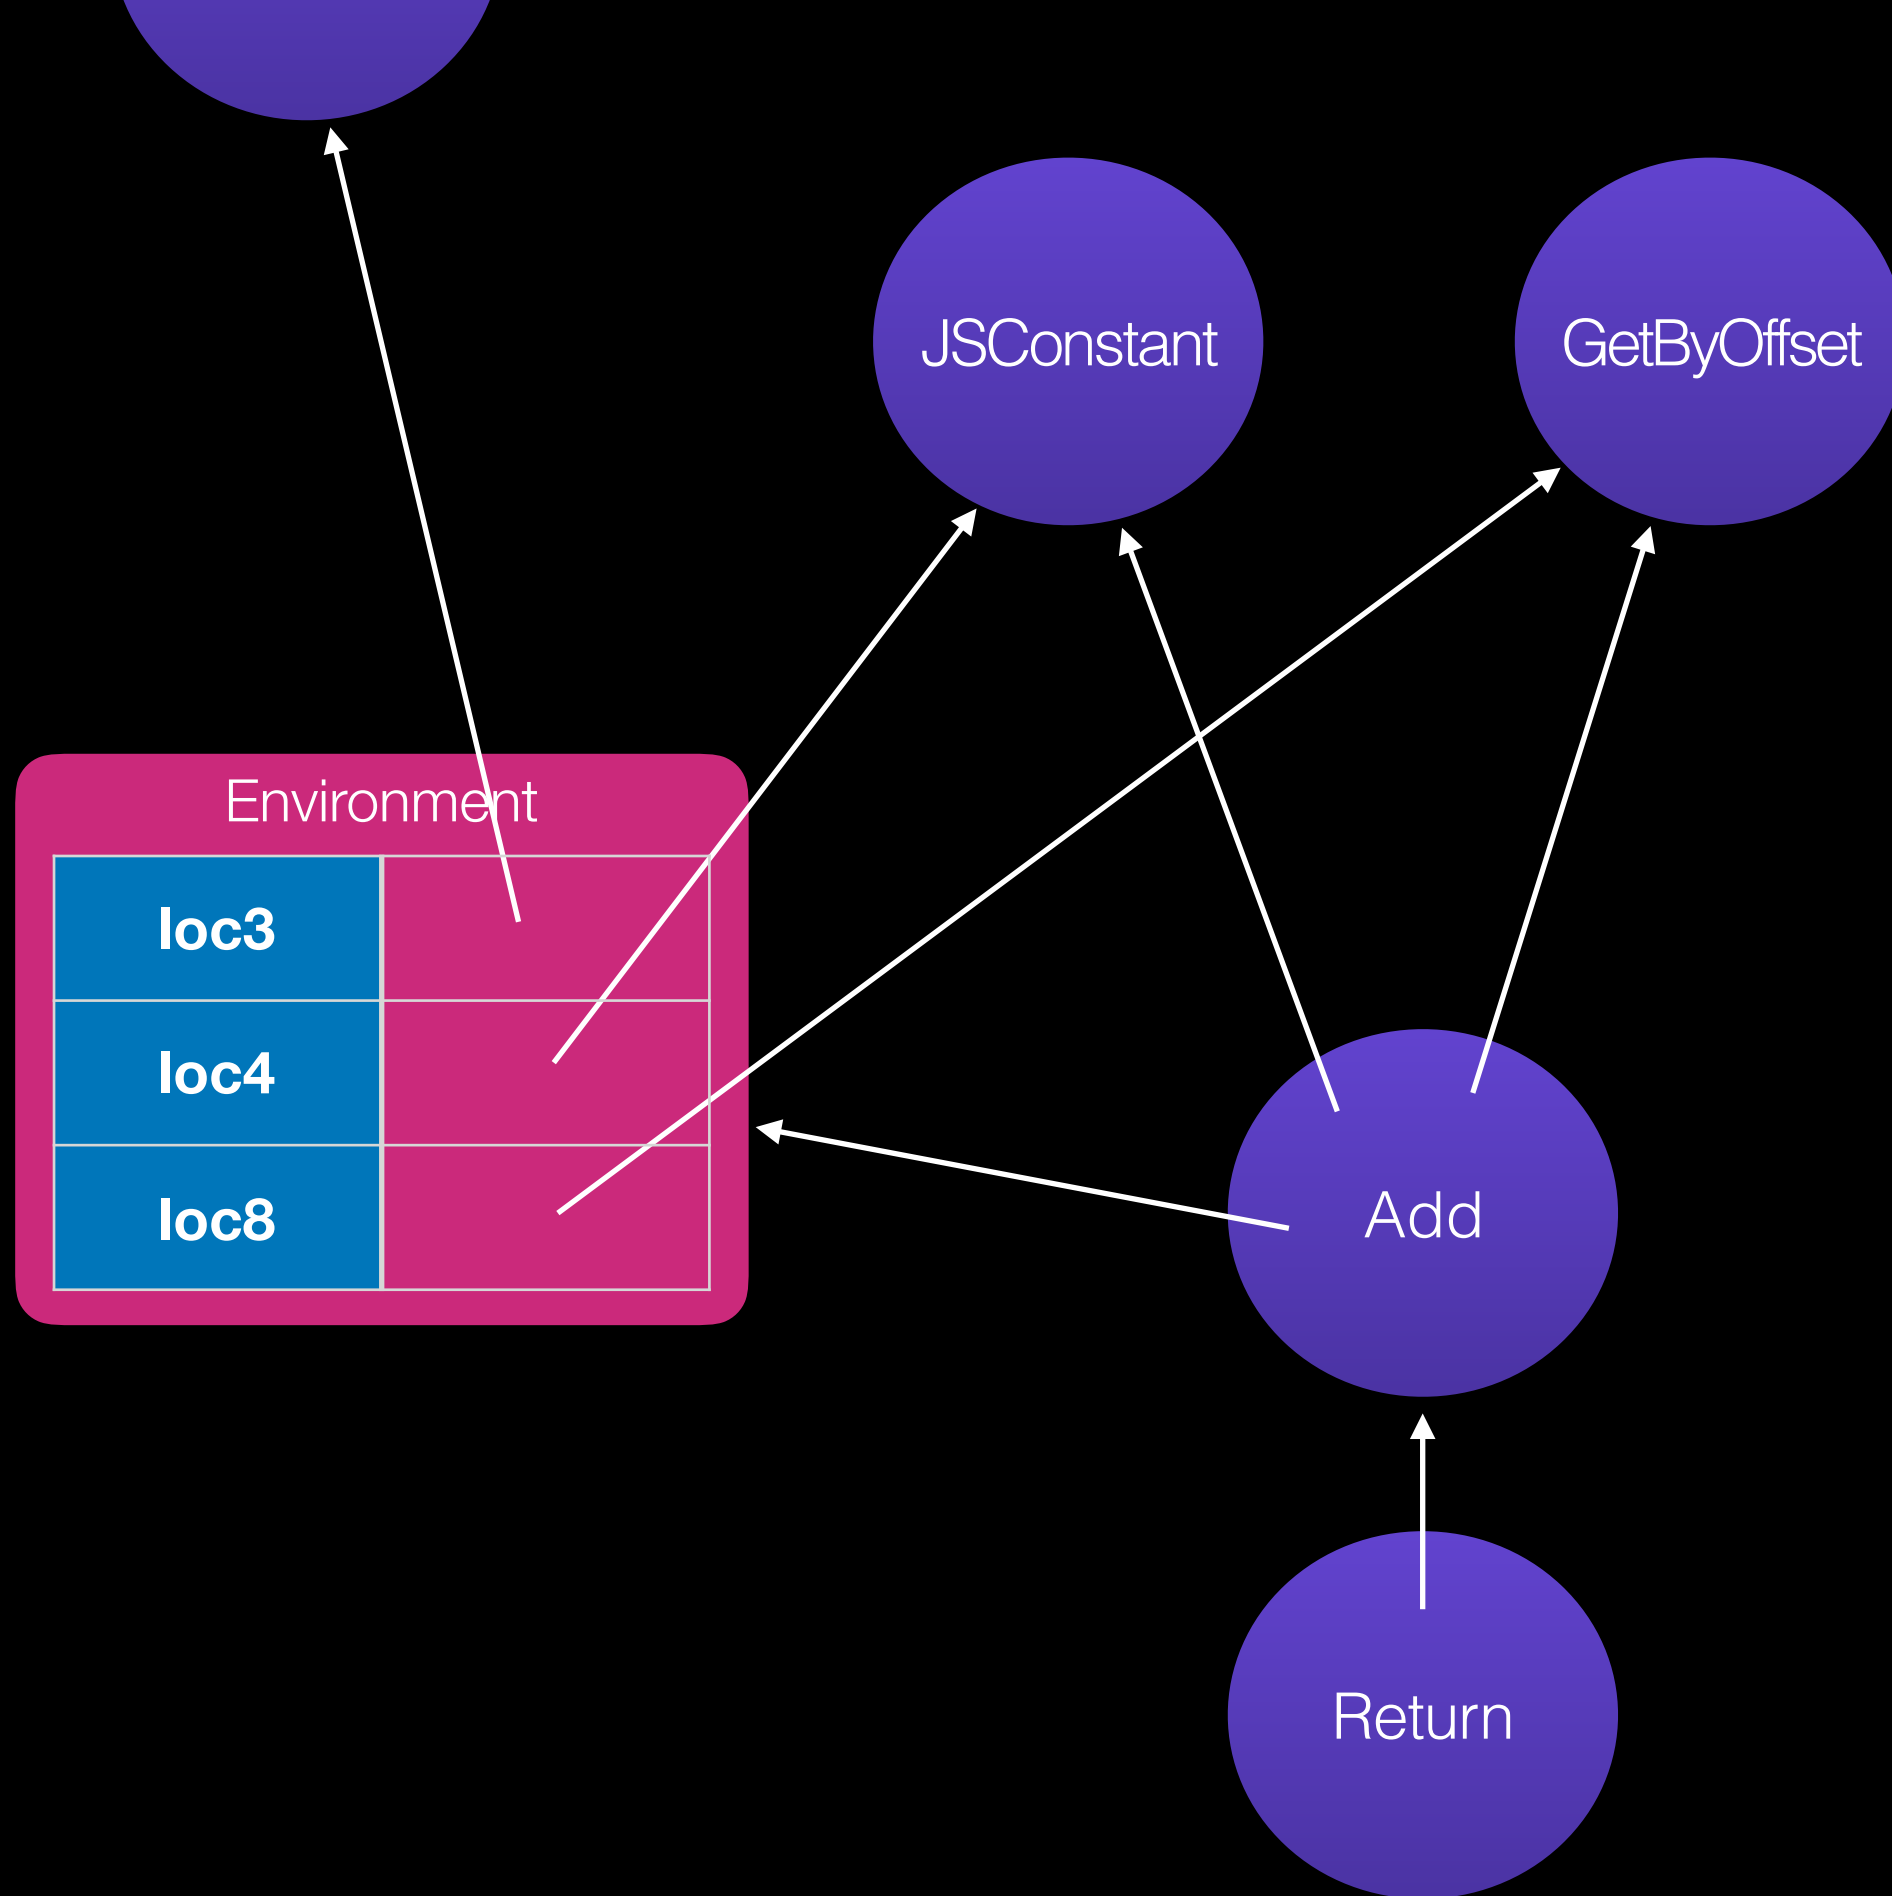 JSConstant
GetByOffset
Environment
loc3
loc4
loc8
Add
Return